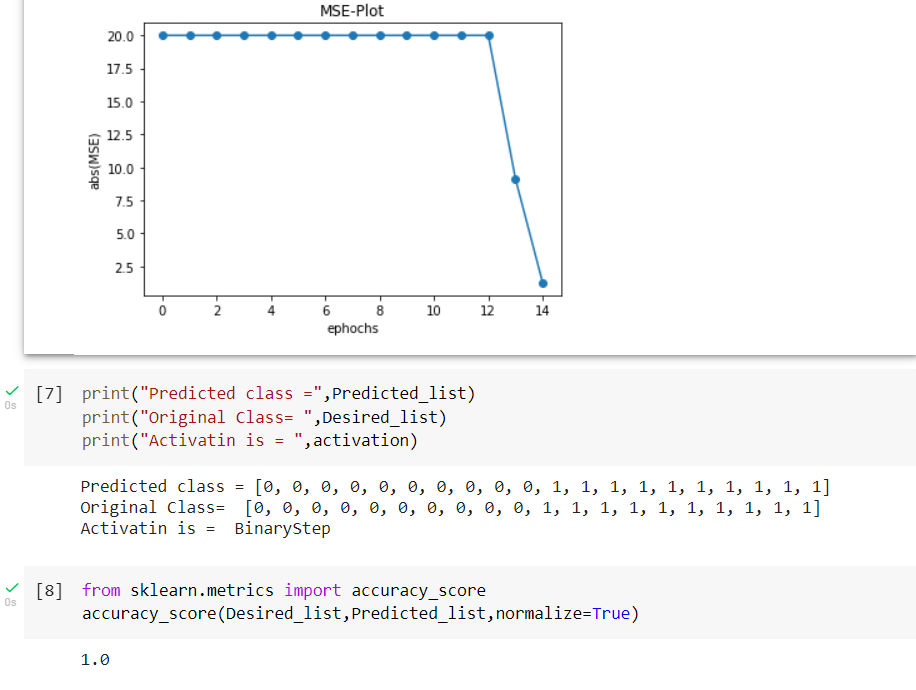 MSE-Plot
20.0
17.5
15.0
12.5
10.0
7.5
5.0
2.5
abs(MSE)
0 2 4 6 8 10 12 14
ephochs
[7] print("Predicted class =",Predicted_list)
0s print("Original Class= ",Desired_list)
print("Activatin is = ",activation)
Predicted class = [0, 0, 0, 0, 0, 0, 0, 0, 0, 0, 1, 1, 1, 1, 1, 1, 1, 1, 1, 1]
Original Class=  [0, 0, 0, 0, 0, 0, 0, 0, 0, 0, 1, 1, 1, 1, 1, 1, 1, 1, 1, 1]
Activatin is =  BinaryStep
[8] from sklearn.metrics import accuracy_score
0s accuracy_score(Desired_list,Predicted_list,normalize=True)
1.0